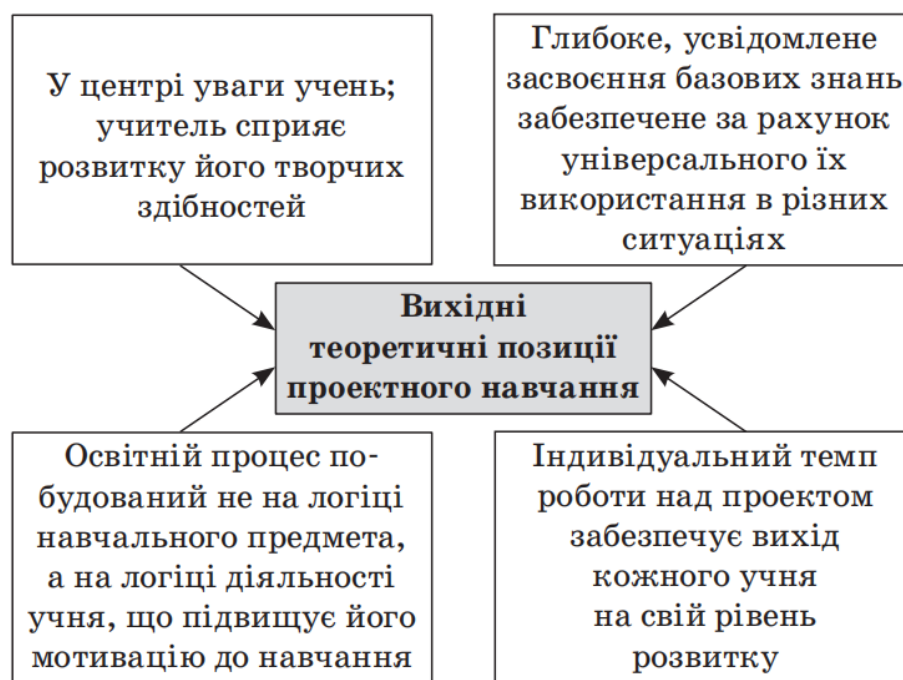 У центрі уваги учень;
учитель сприяє
розвитку його творчих
здібностей
Глибоке, усвідомлене
засвоєння базових знань
забезпечене за рахунок
універсального їх
використання в різних
ситуаціях
Вихідні
теоретичні позиції
проектного навчання
Освітній процес по-
будований не на логіці
навчального предмета,
а на логіці діяльності
учня, що підвищує його
мотивацію до навчання
Індивідуальний темп
роботи над проектом
забезпечує вихід
кожного учня
на свій рівень
розвитку